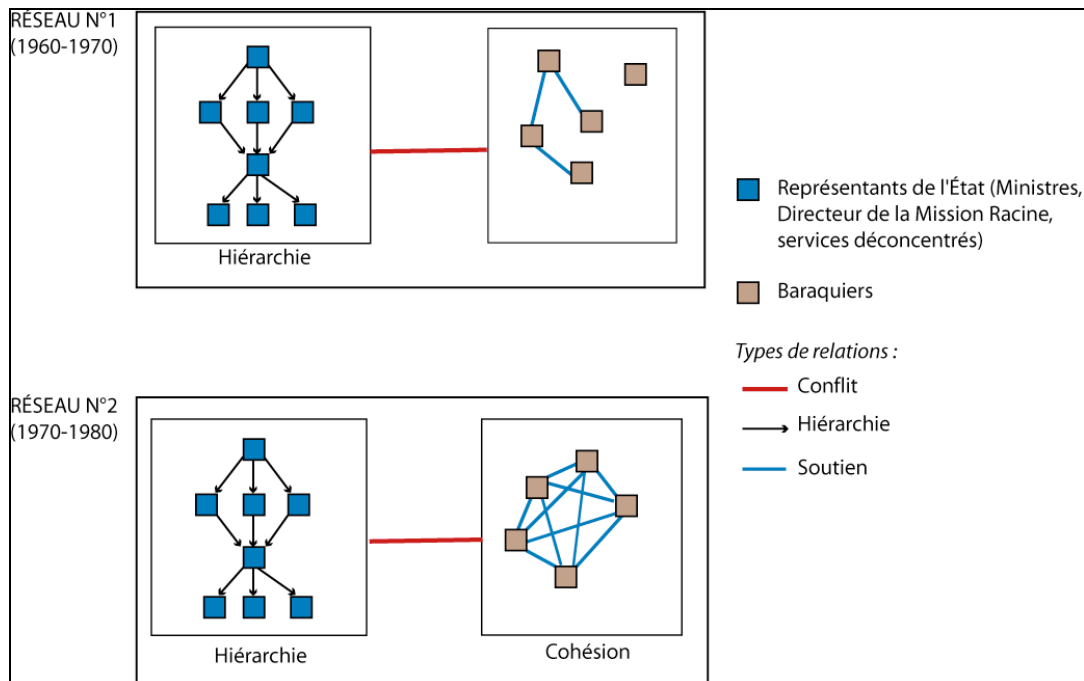 RÉSEAU N°1
(1960-1970)
Hiérarchie
Représentants de l'État (Ministres,
Directeur de la Mission Racine,
services déconcentrés)
Baraquiers
Types de relations :
Conflit
Hiérarchie
Soutien
RÉSEAU N°2
(1970-1980)
Hiérarchie
Cohésion